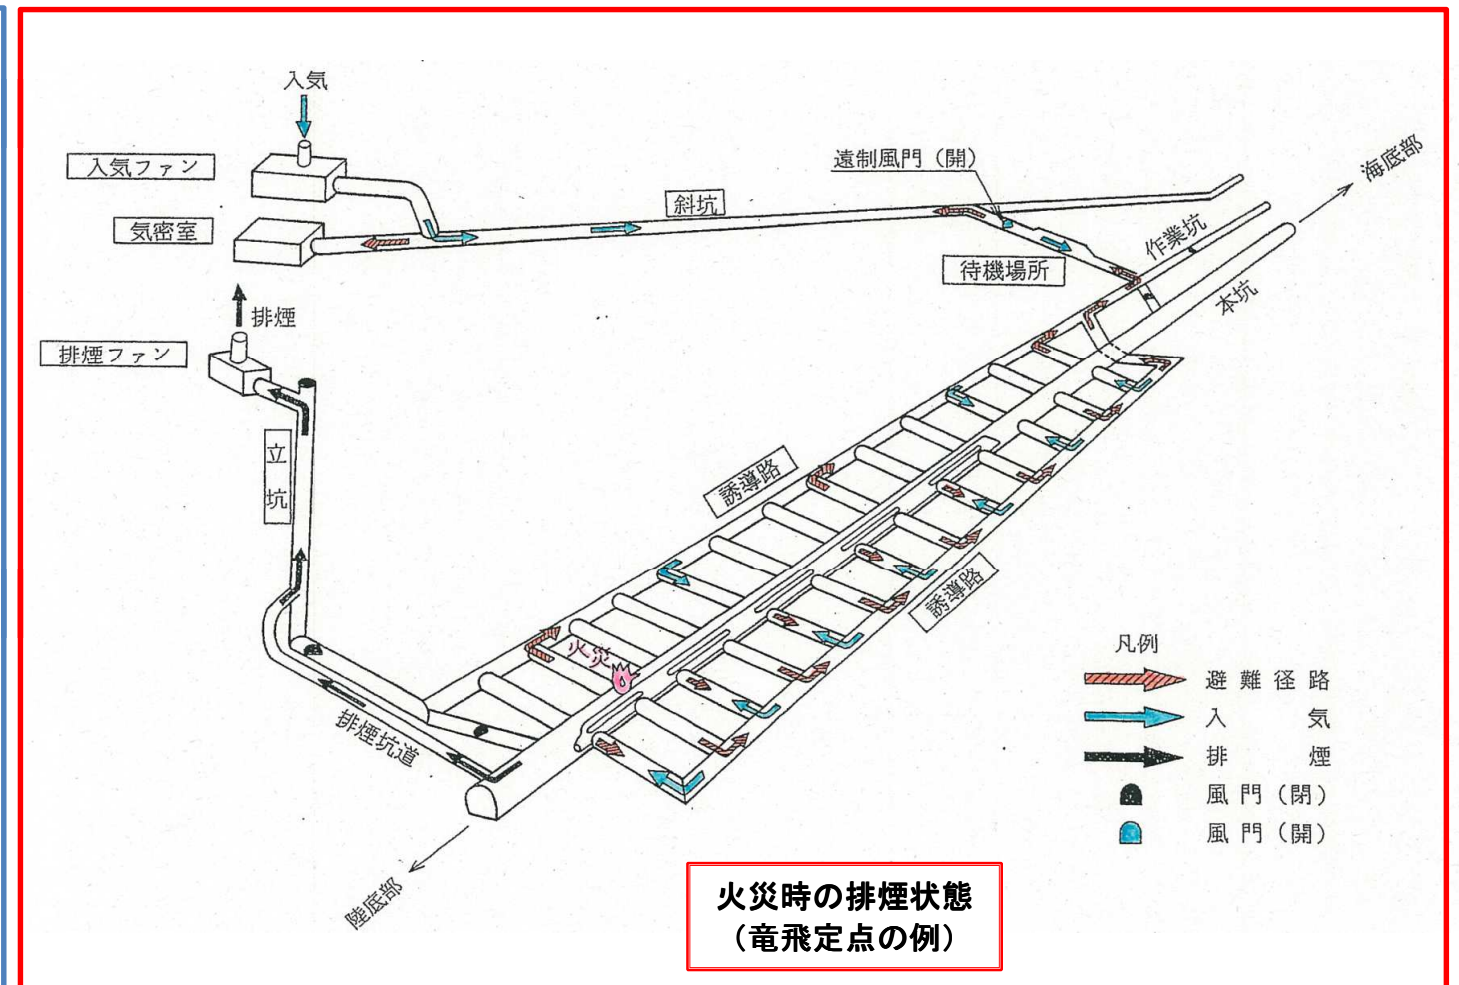 入気
入気ファン
気密室
排煙
排煙ファン
立坑
斜坑
遠制風門（開）
待機場所
作業坑
本坑
海底部
誘導路
誘導路
火災
排煙坑道
陸底部
凡例
避難径路
入気
排煙
風門（閉）
風門（開）
火災時の排煙状態
（竜飛定点の例）